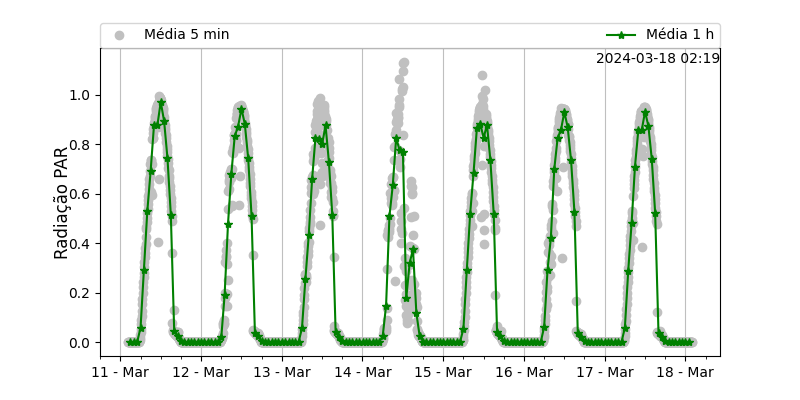 Média 5 min
Média 1 h
2024-03-18 02:19
Radiação PAR
1.0
0.8
0.6
0.4
0.2
0.0
11 - Mar
12 - Mar
13 - Mar
14 - Mar
15 - Mar
16 - Mar
17 - Mar
18 - Mar